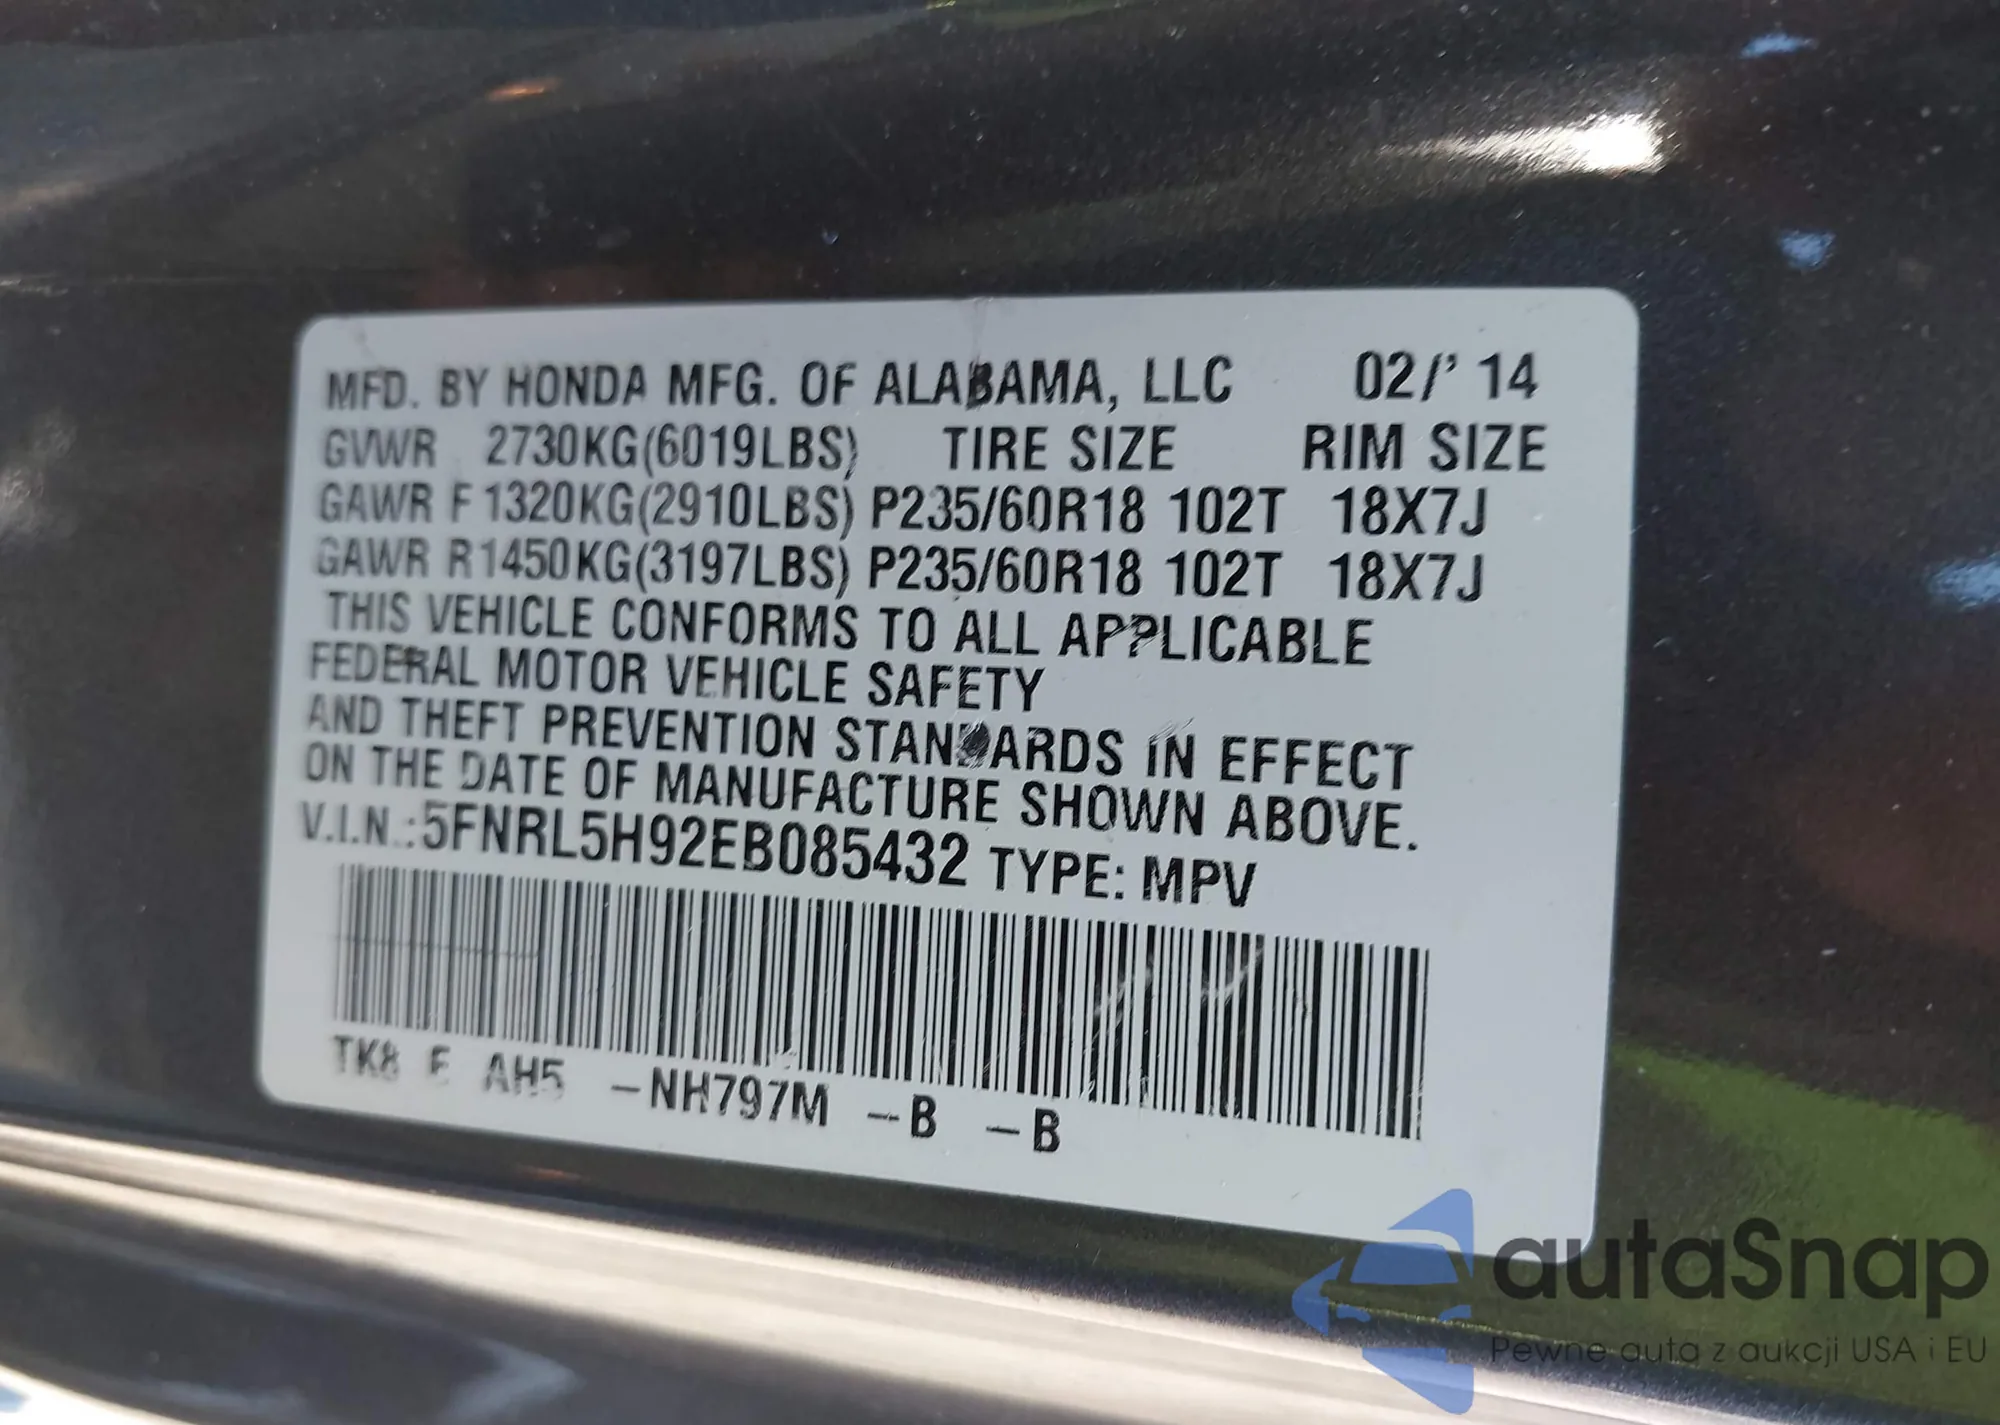 MFD. BY HONDA MFG. OF ALABAMA, LLC 02/' 14
GVWR 2730KG(6019LBS) TIRE SIZE RIM SIZE
GAWR F 1320KG(2910LBS) P235/60R18 102T 18X7J
GAWR R 1450KG(3197LBS) P235/60R18 102T 18X7J
THIS VEHICLE CONFORMS TO ALL APPLICABLE
FEDERAL MOTOR VEHICLE SAFETY
AND THEFT PREVENTION STANDARDS IN EFFECT
ON THE DATE OF MANUFACTURE SHOWN ABOVE.
V.I.N.:5FNRL5H92EB085432 TYPE: MPV
TK8 E AH5 -NH797M -B -B
autaSnap
Pewne auta z aukcji USA i EU